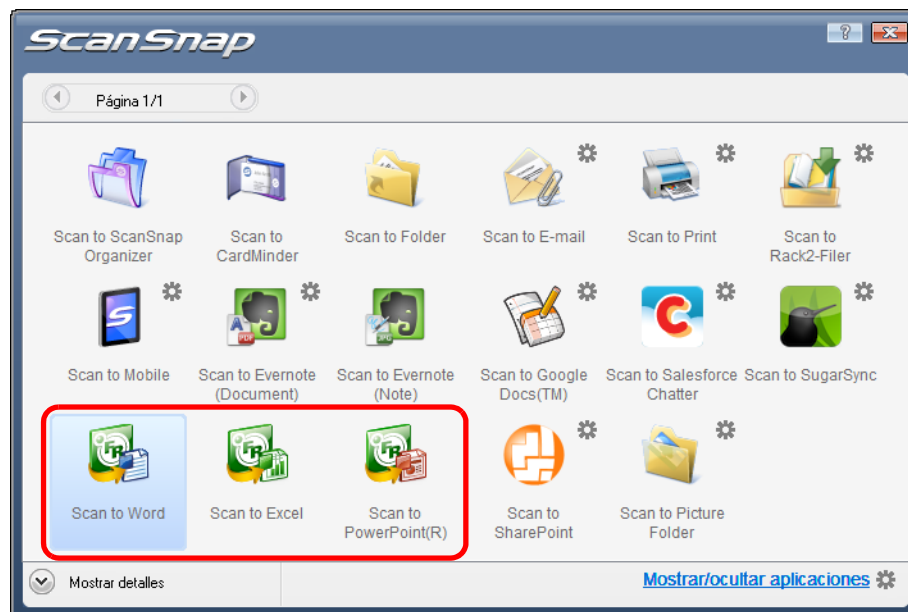 ScanSnap
Página 1/1
Scan to ScanSnap
Organizer
Scan to
CardMinder
Scan to Folder
Scan to E-mail
Scan to Print
Scan to
Rack2-Filer
Scan to Mobile
Scan to Evernote
(Document)
Scan to Evernote
(Note)
Scan to Google
Docs(TM)
Scan to Salesforce
Chatter
Scan to SugarSync
Scan to Word
Scan to Excel
Scan to
PowerPoint(R)
Scan to
SharePoint
Scan to Picture
Folder
Mostrar detalles
Mostrar/ocultar aplicaciones